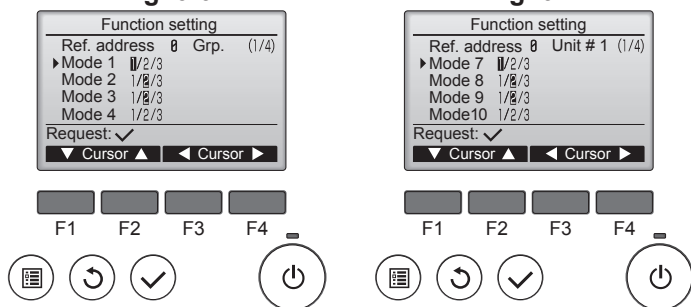 Function setting
Ref. address 0 Grp. (1/4)
Mode 1 1/2/3
Mode 2 1/2/3
Mode 3 1/2/3
Mode 4 1/2/3
Request:
Cursor Cursor
F1 F2 F3 F4
Function setting
Ref. address 0 Unit # 1 (1/4)
Mode 7 1/2/3
Mode 8 1/2/3
Mode 9 1/2/3
Mode10 1/2/3
Request:
Cursor Cursor
F1 F2 F3 F4